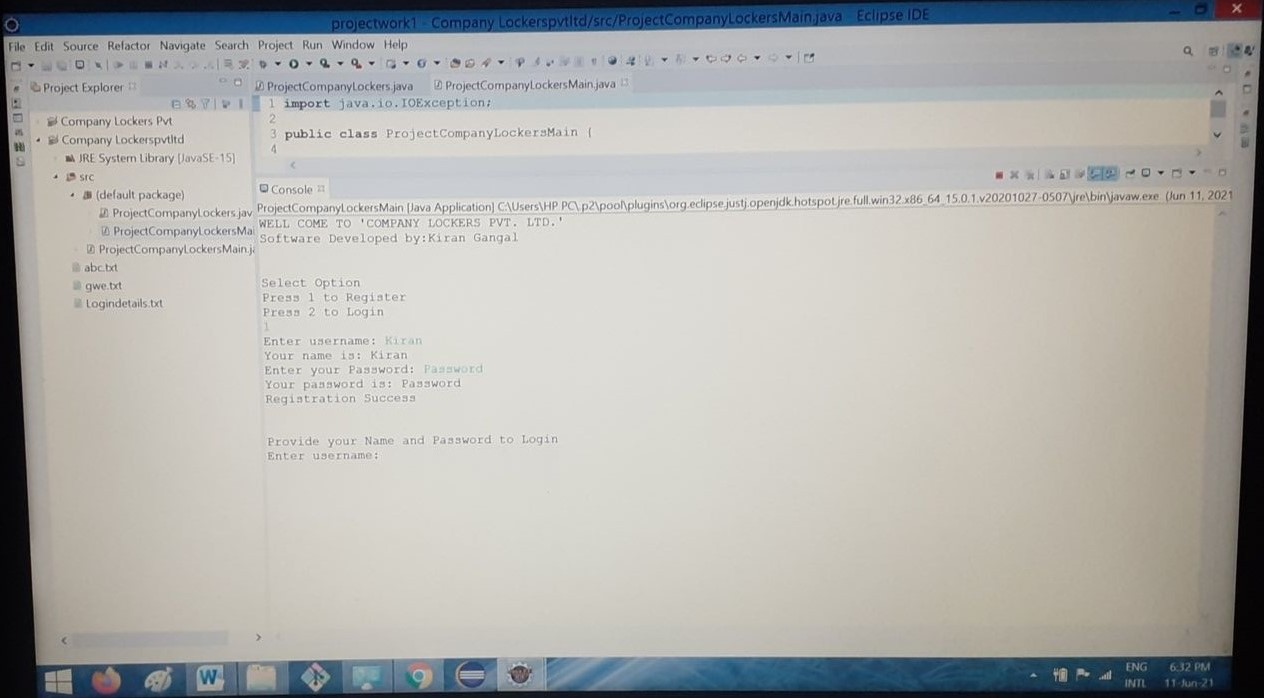 projectwork1 - Company Lockerspvtltd/src/ProjectCompanyLockersMain.java - Eclipse IDE
File Edit Source Refactor Navigate Search Project Run Window Help
Project Explorer
ProjectCompanyLockers.java ProjectCompanyLockersMain.java
1 import java.io.IOException;
2
3 public class ProjectCompanyLockersMain {
4
Company Lockers Pvt
Company Lockerspvtltd
JRE System Library [JavaSE-15]
src
(default package)
ProjectCompanyLockers.jav
ProjectCompanyLockersMai
ProjectCompanyLockersMain.ja
abc.txt
gwe.txt
Logindetails.txt
Console
ProjectCompanyLockersMain [Java Application] C:\Users\HP PC\.p2\pool\plugins\org.eclipse.justj.openjdk.hotspot.jre.full.win32.x86_64_15.0.1.v20201027-0507\jre\bin\javaw.exe (Jun 11, 2021
WELL COME TO 'COMPANY LOCKERS PVT. LTD.'
Software Developed by:Kiran Gangal
Select Option
Press 1 to Register
Press 2 to Login
1
Enter username: Kiran
Your name is: Kiran
Enter your Password: Password
Your password is: Password
Registration Success
Provide your Name and Password to Login
Enter username:
ENG 6:32 PM
INTL 11-Jun-21